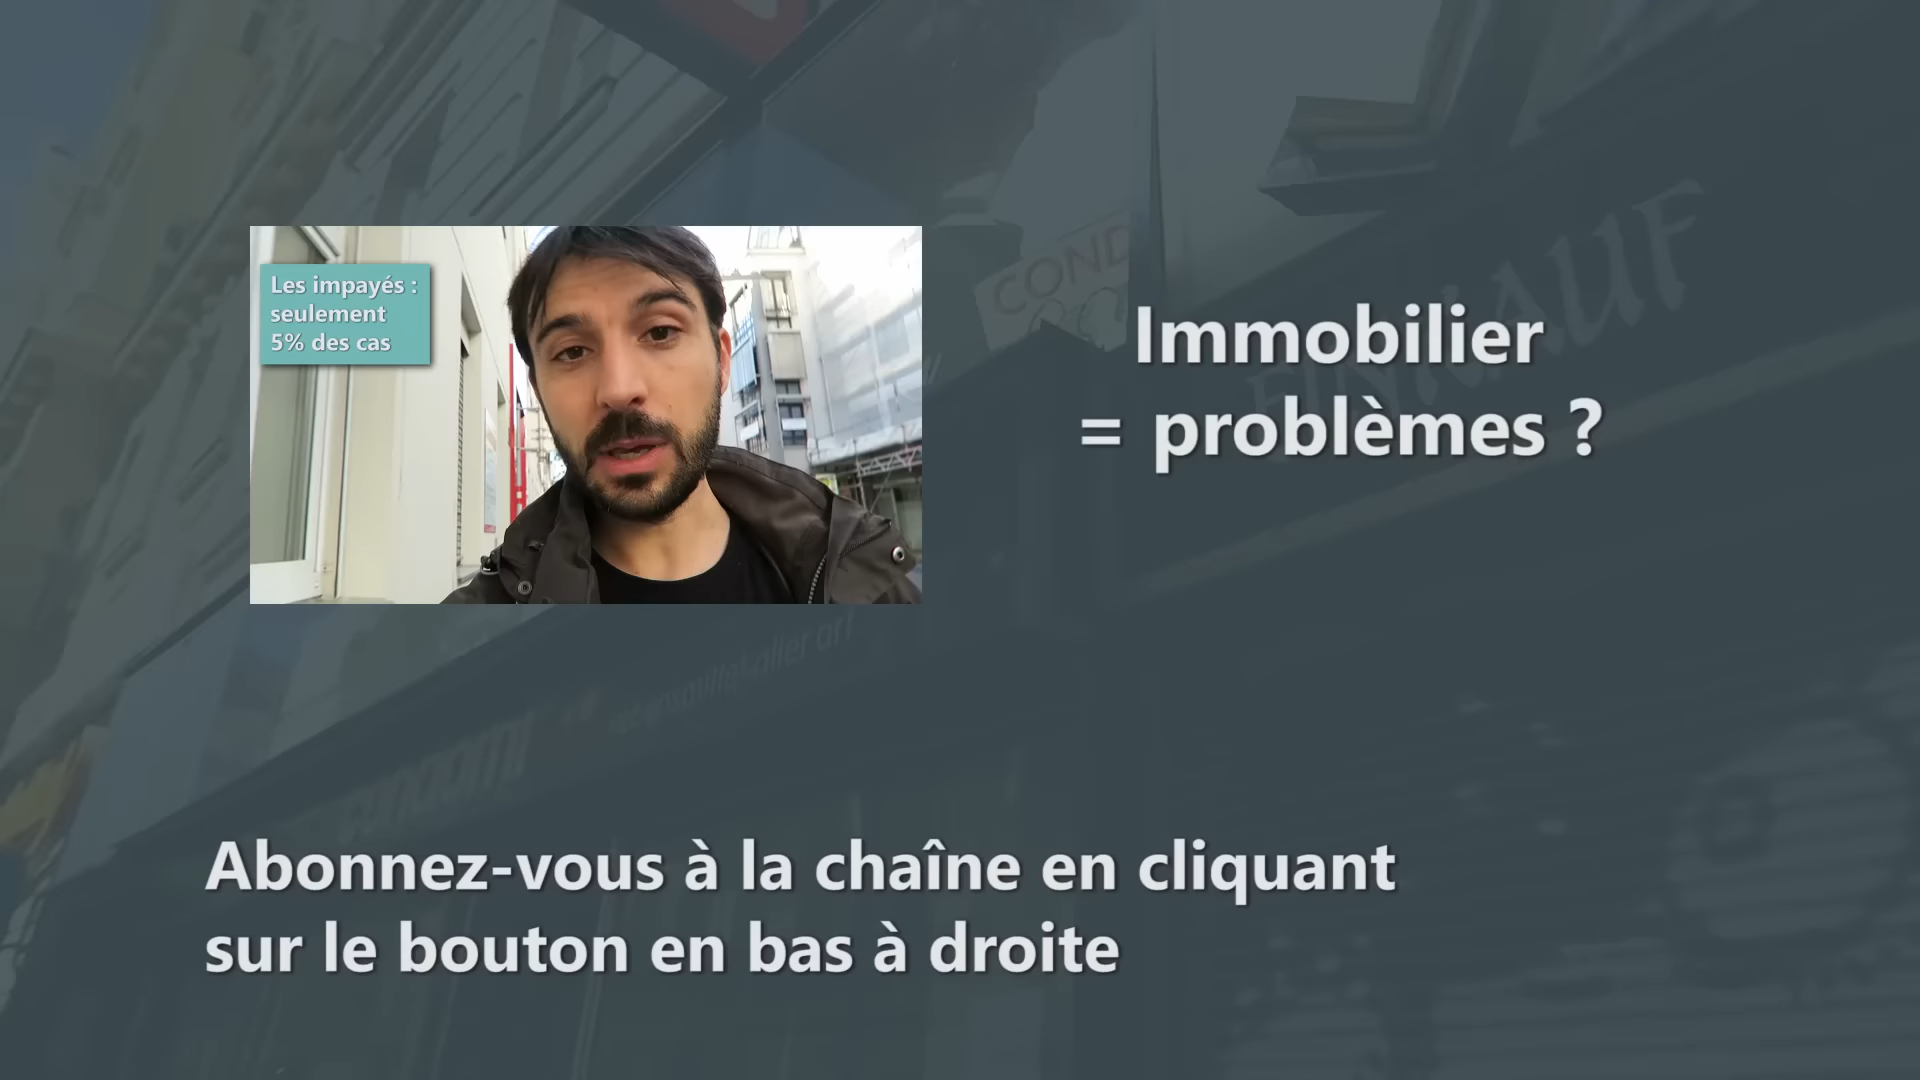 Les impayés :
seulement
5% des cas
Immobilier
= problèmes ?
Abonnez-vous à la chaîne en cliquant
sur le bouton en bas à droite
COND